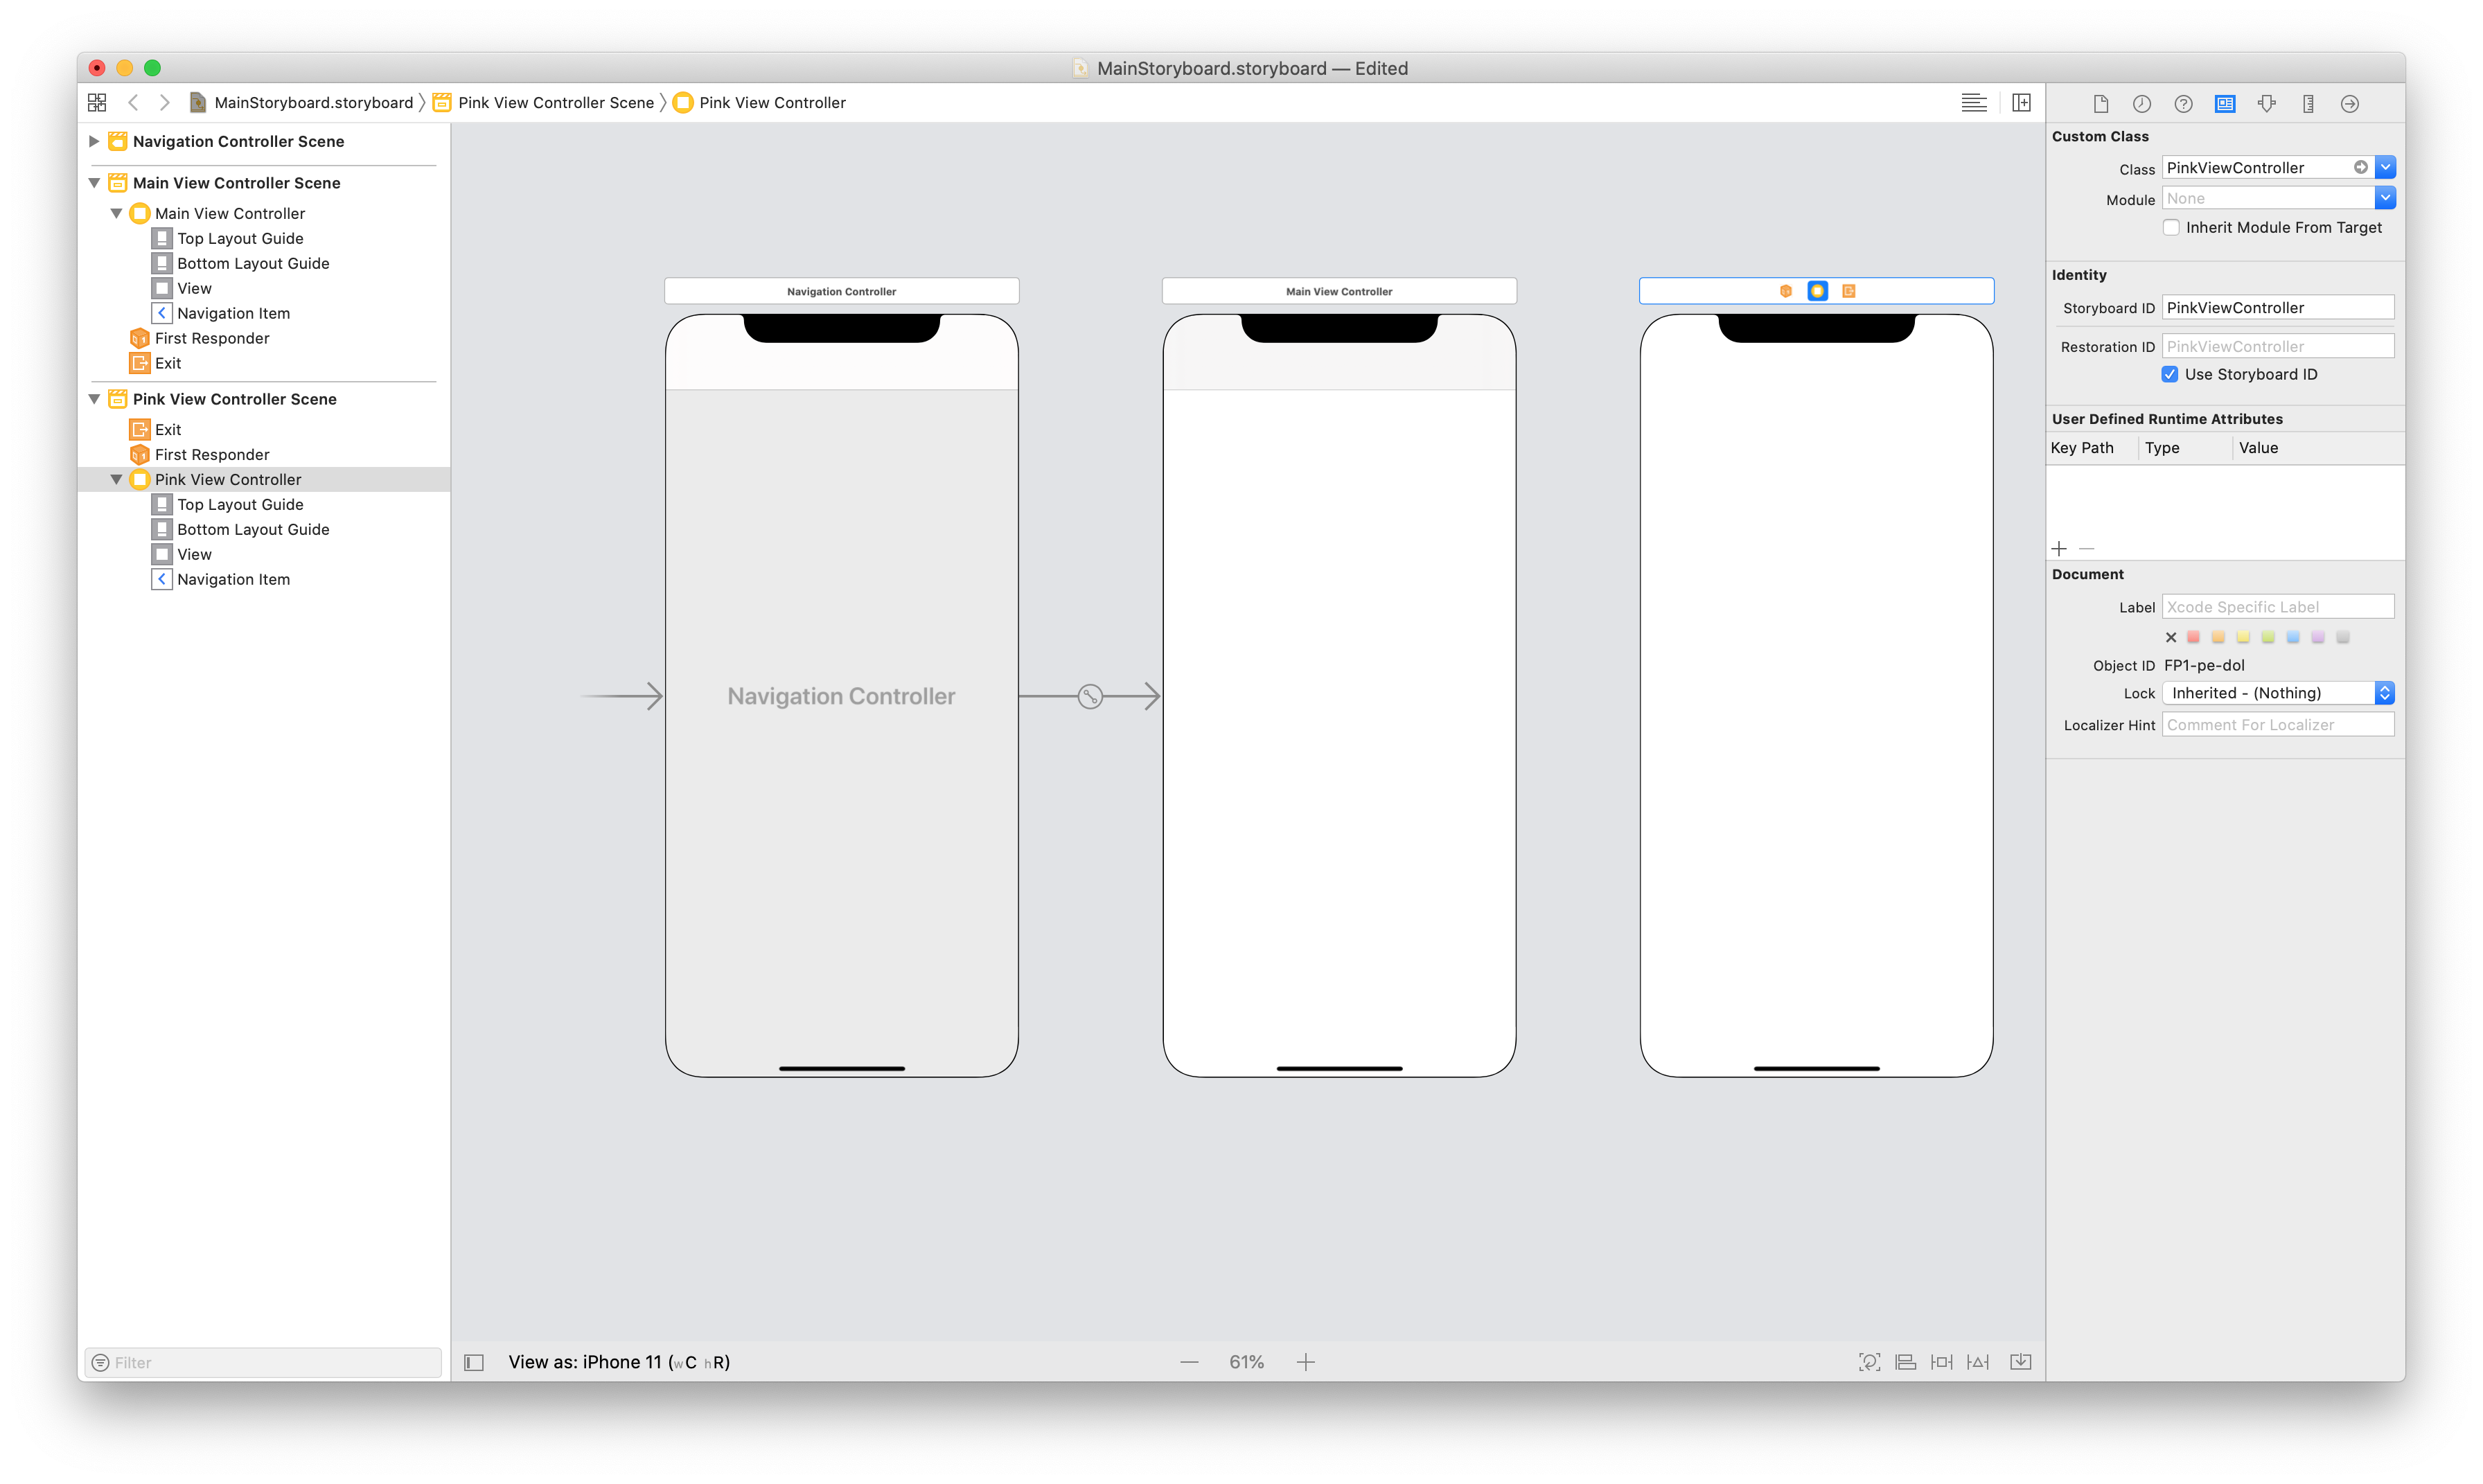 MainStoryboard.storyboard — Edited
MainStoryboard.storyboard
Pink View Controller Scene
Pink View Controller
Navigation Controller Scene
Main View Controller Scene
Main View Controller
Top Layout Guide
Bottom Layout Guide
View
Navigation Item
First Responder
Exit
Pink View Controller Scene
Exit
First Responder
Pink View Controller
Top Layout Guide
Bottom Layout Guide
View
Navigation Item
Filter
Navigation Controller
Main View Controller
Navigation Controller
View as: iPhone 11 (wC hR)
61%
Custom Class
Class PinkViewController
Module None
Inherit Module From Target
Identity
Storyboard ID PinkViewController
Restoration ID PinkViewController
Use Storyboard ID
User Defined Runtime Attributes
Key Path Type Value
Document
Label Xcode Specific Label
Object ID FP1-pe-dol
Lock Inherited - (Nothing)
Localizer Hint Comment For Localizer